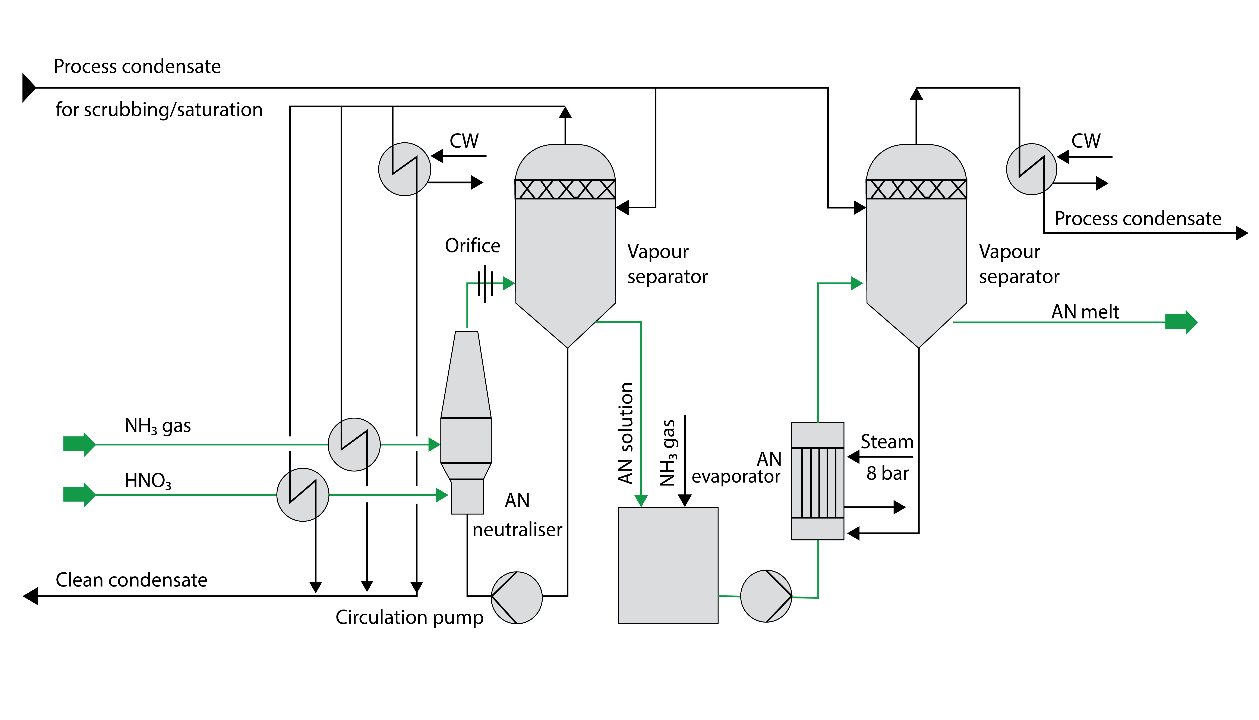 Process condensate
for scrubbing/saturation
CW
CW
Process condensate
Orifice
Vapour
separator
Vapour
separator
AN melt
AN solution
NH₃ gas
NH₃ gas
HNO₃
AN
evaporator
Steam
8 bar
AN
neutraliser
Clean condensate
Circulation pump